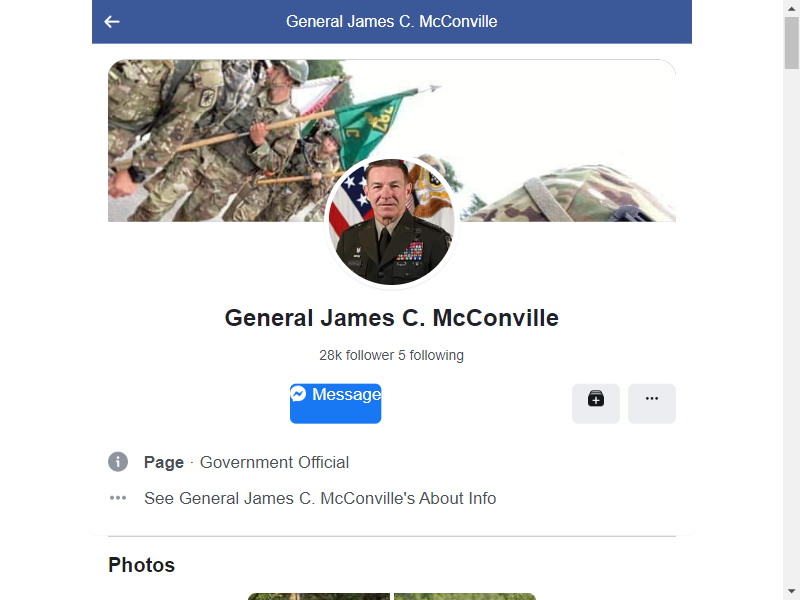 General James C. McConville
General James C. McConville
28k follower 5 following
Message
Page · Government Official
See General James C. McConville's About Info
Photos